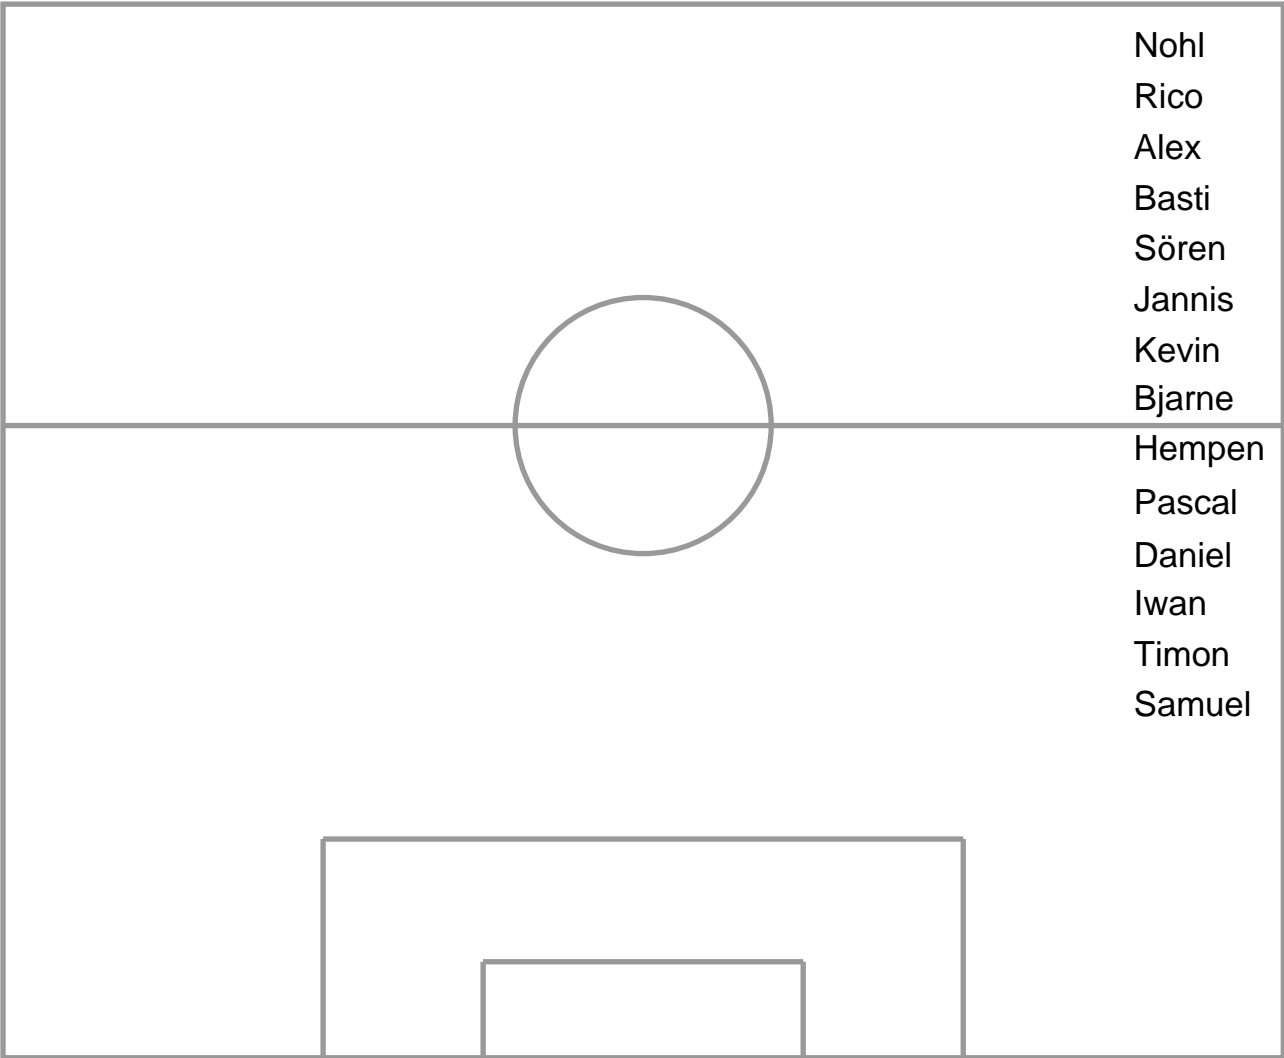 Nohl
Rico
Alex
Basti
Sören
Jannis
Kevin
Bjarne
Hempen
Pascal
Daniel
Iwan
Timon
Samuel